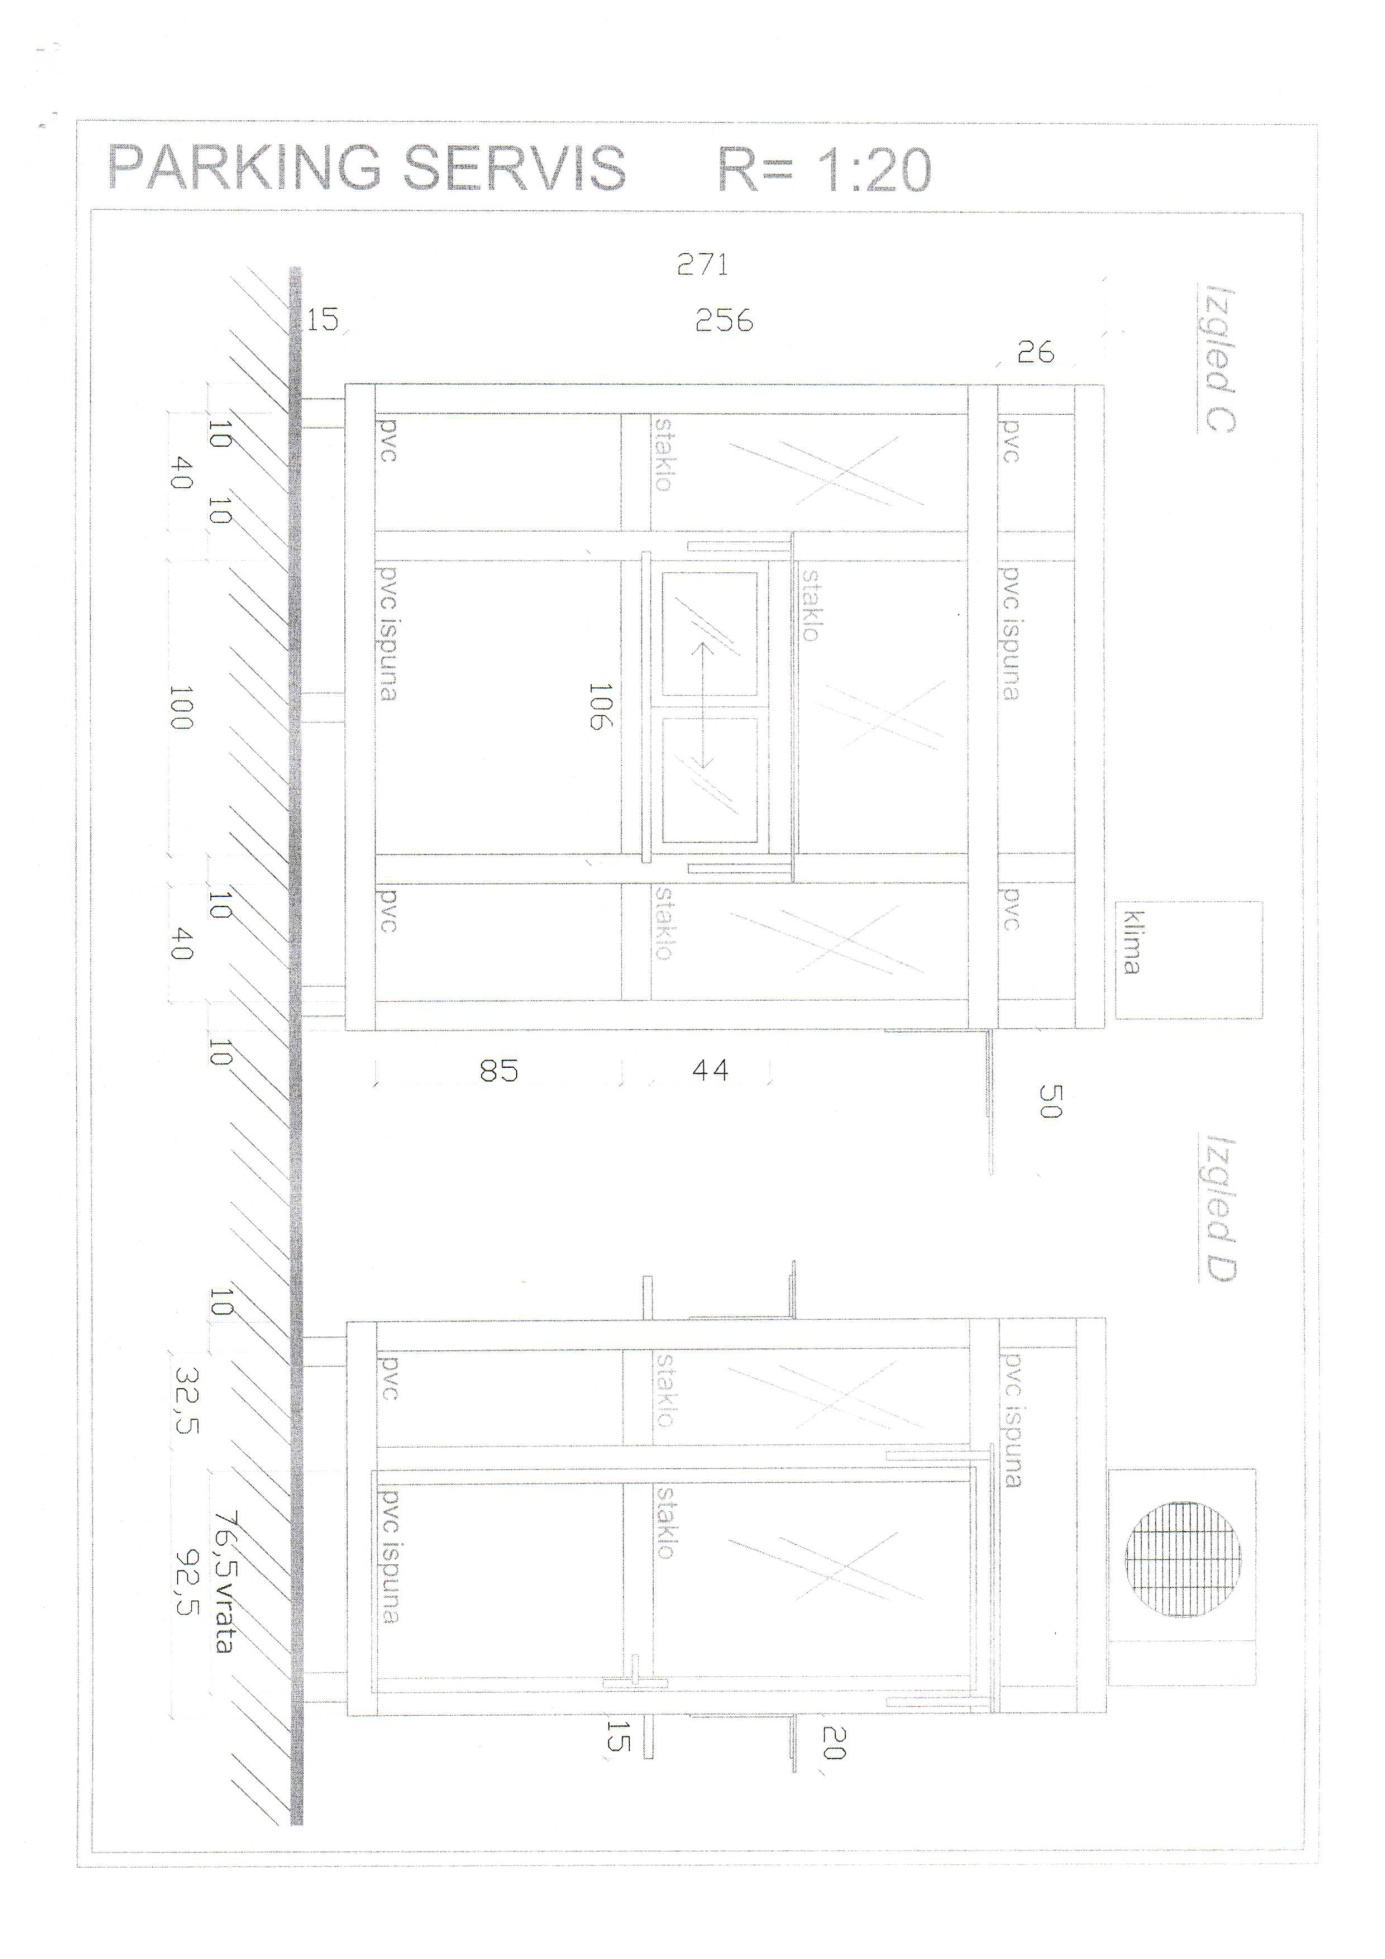 PARKING SERVIS R= 1:20
Izgled C
271
256
15
26
pvc
staklo
pvc
pvc ispuna
staklo
pvc ispuna
106
pvc
staklo
pvc
klima
10
40
10
100
10
40
10
85
44
50
Izgled D
pvc
staklo
pvc ispuna
pvc ispuna
staklo
10
32,5
76,5vrata
92,5
15
20